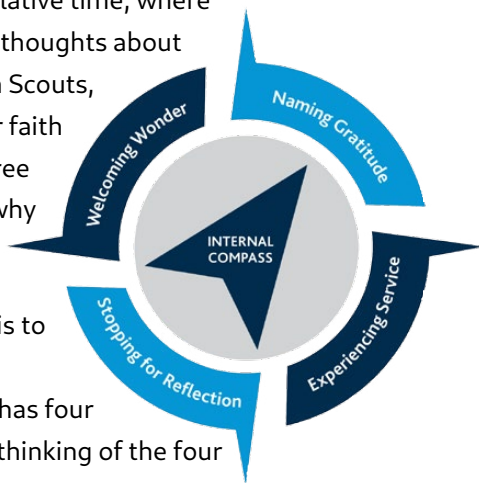 lative time, where
thoughts about
Scouts,
faith
ree
why
is to
has four
thinking of the four
Welcoming Wonder
Naming Gratitude
INTERNAL
COMPASS
Stopping for Reflection
Experiencing Service